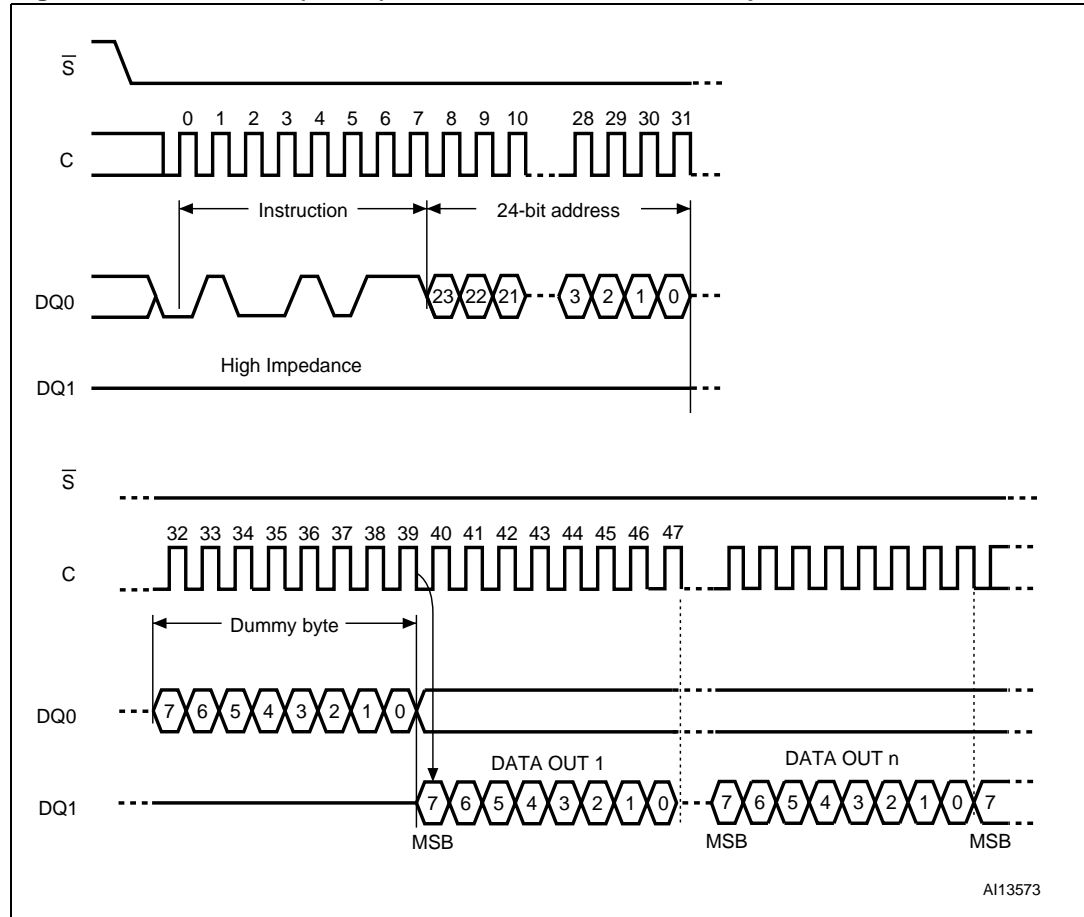 S
0 1 2 3 4 5 6 7 8 9 10 28 29 30 31
C
Instruction 24-bit address
DQ0 23 22 21 3 2 1 0
High Impedance
DQ1
S
32 33 34 35 36 37 38 39 40 41 42 43 44 45 46 47
C
Dummy byte
DQ0 7 6 5 4 3 2 1 0
DATA OUT 1 DATA OUT n
DQ1 7 6 5 4 3 2 1 0 7 6 5 4 3 2 1 0 7
MSB MSB MSB
AI13573